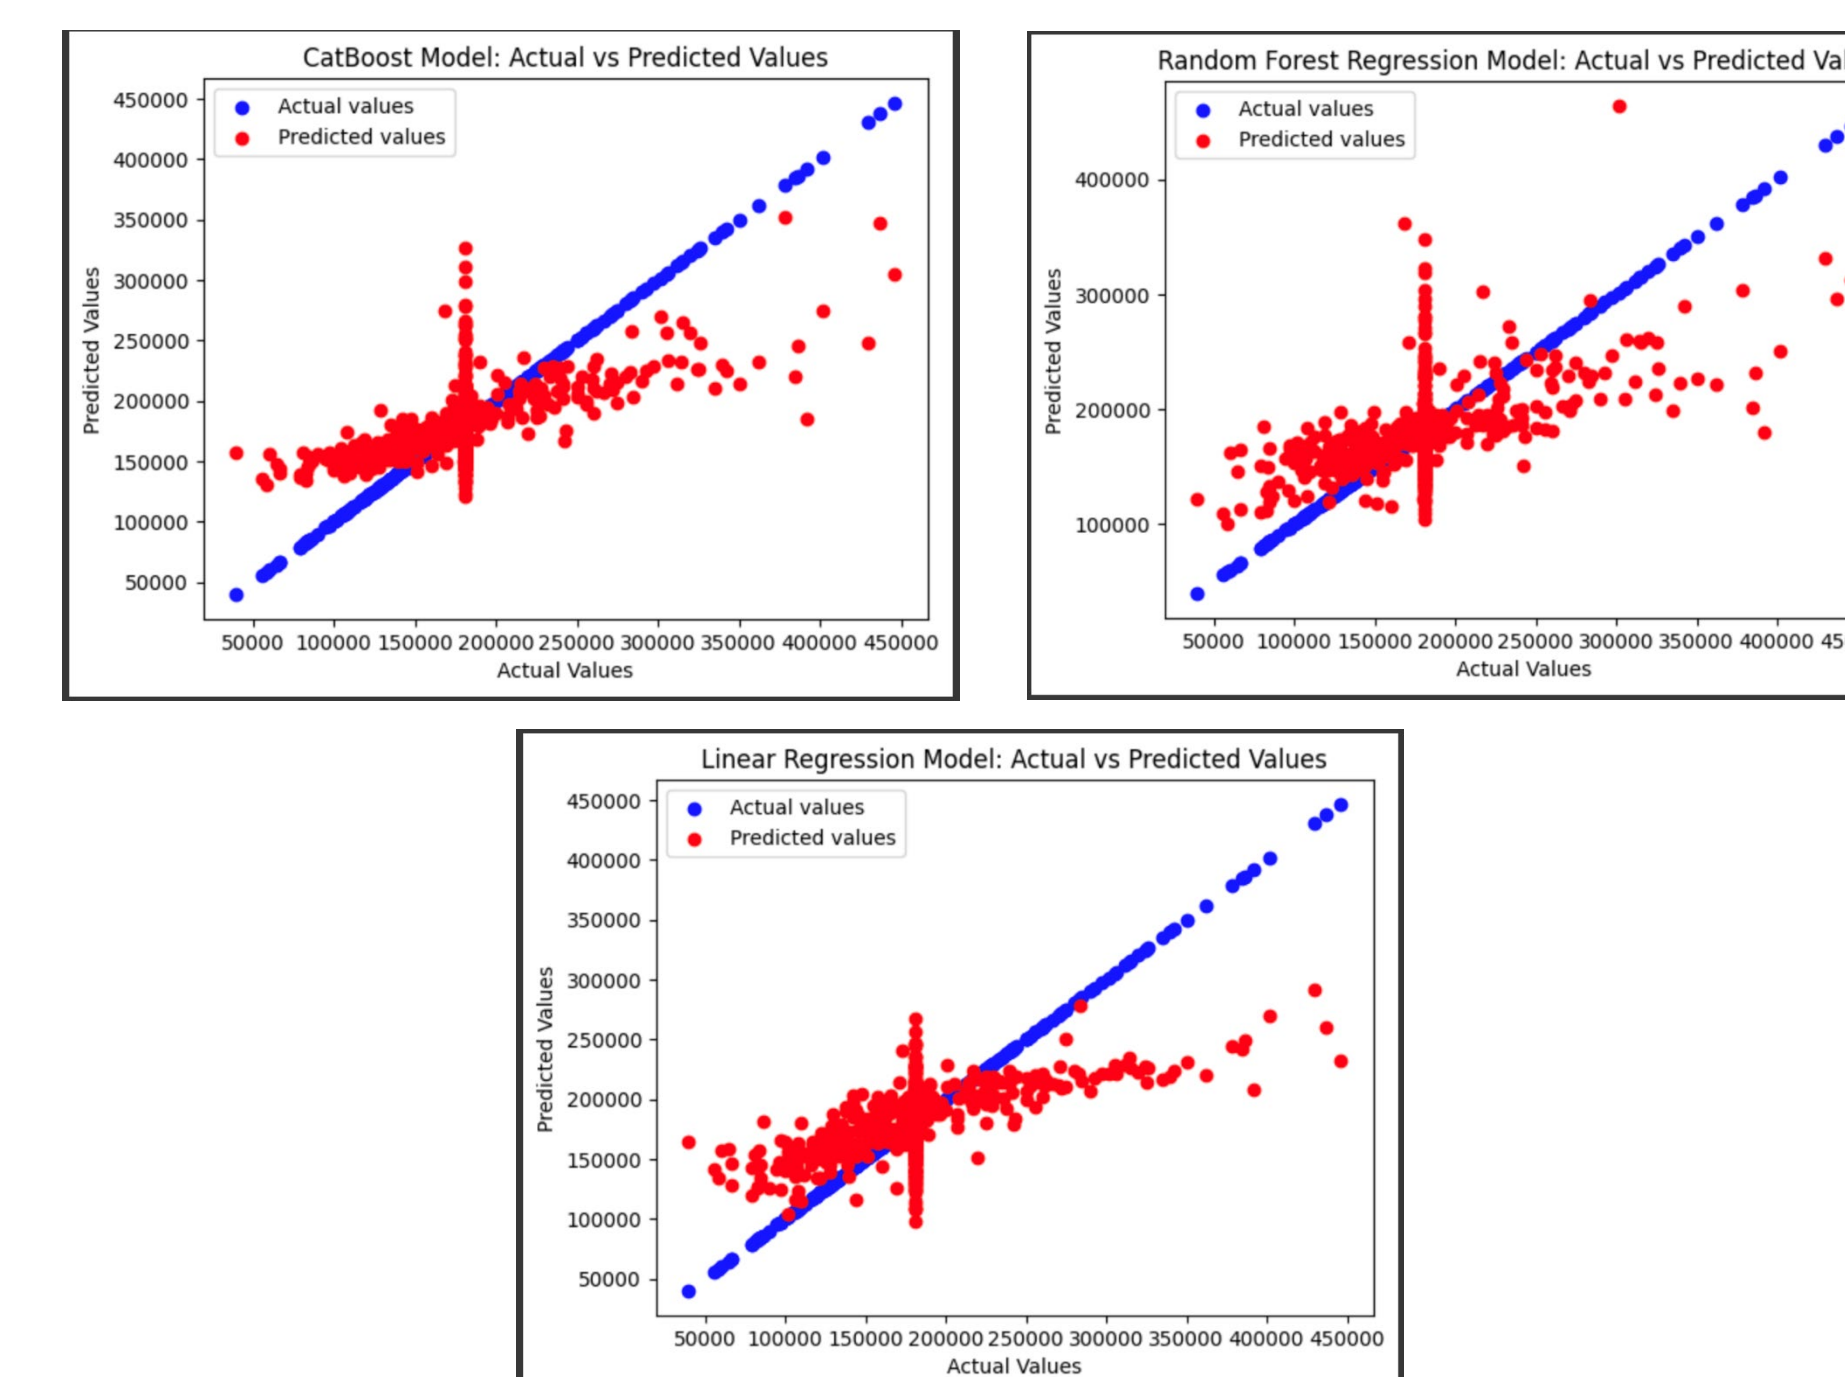 CatBoost Model: Actual vs Predicted Values
Actual values
Predicted values
450000
400000
350000
300000
250000
200000
150000
100000
50000
Predicted Values
50000 100000 150000 200000 250000 300000 350000 400000 450000
Actual Values
Random Forest Regression Model: Actual vs Predicted Va
Actual values
Predicted values
400000
300000
200000
100000
Predicted Values
50000 100000 150000 200000 250000 300000 350000 400000 45
Actual Values
Linear Regression Model: Actual vs Predicted Values
Actual values
Predicted values
450000
400000
350000
300000
250000
200000
150000
100000
50000
Predicted Values
50000 100000 150000 200000 250000 300000 350000 400000 450000
Actual Values